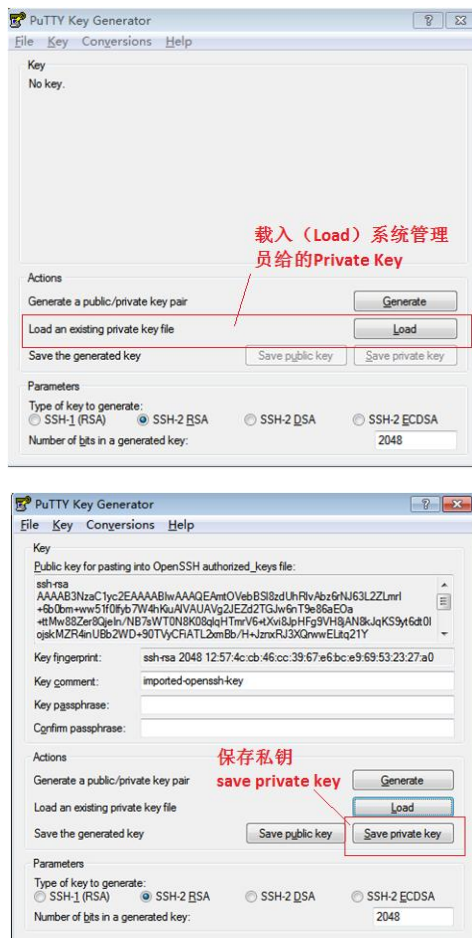 PuTTY Key Generator
File Key Conversions Help
Key
No key.
载入（Load）系统管理
员给的Private Key
Actions
Generate a public/private key pair Generate
Load an existing private key file Load
Save the generated key Save public key Save private key
Parameters
Type of key to generate:
SSH-1 (RSA) SSH-2 RSA SSH-2 DSA SSH-2 ECDSA
Number of bits in a generated key: 2048
PuTTY Key Generator
File Key Conversions Help
Key
Public key for pasting into OpenSSH authorized_keys file:
ssh-rsa
Key fingerprint: ssh-rsa 2048 12:57:4c:cb:46:cc:39:67:e6:bc:e9:69:53:23:27:a0
Key comment: imported-openssh-key
Key passphrase:
Confirm passphrase:
Actions
保存私钥
save private key
Generate a public/private key pair Generate
Load an existing private key file Load
Save the generated key Save public key Save private key
Parameters
Type of key to generate:
SSH-1 (RSA) SSH-2 RSA SSH-2 DSA SSH-2 ECDSA
Number of bits in a generated key: 2048